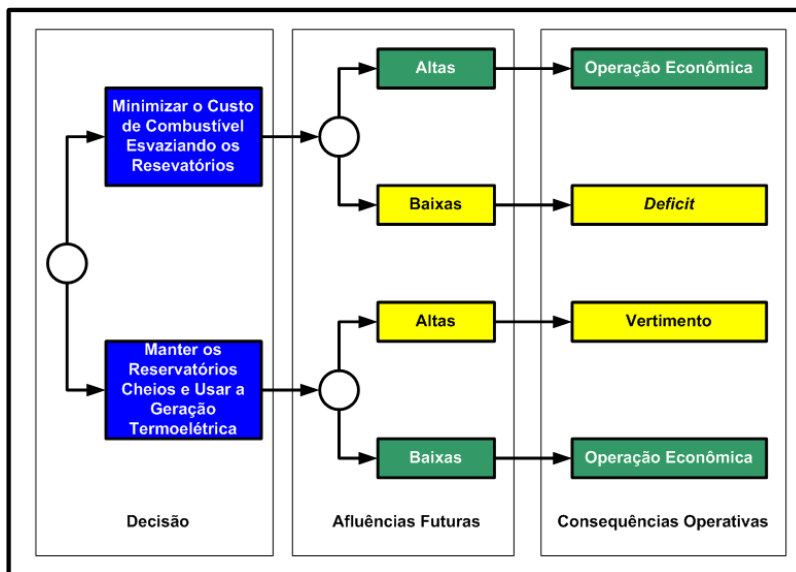 Minimizar o Custo
de Combustível
Esvaziando os
Resevatórios
Altas
Operação Econômica
Baixas
Deficit
Manter os
Reservatórios
Cheios e Usar a
Geração
Termoelétrica
Altas
Vertimento
Baixas
Operação Econômica
Decisão
Afluências Futuras
Consequências Operativas